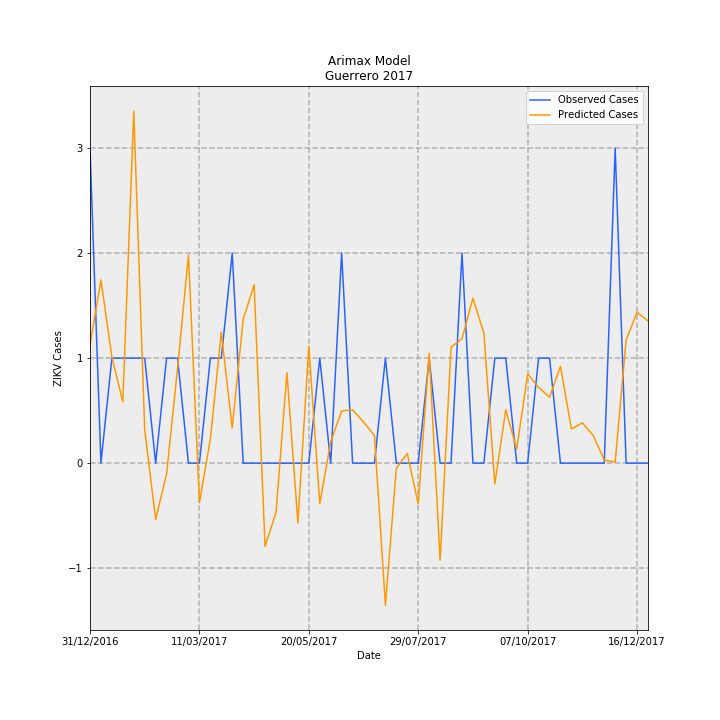 Arimax Model
Guerrero 2017
Observed Cases
Predicted Cases
ZIKV Cases
3
2
1
0
−1
31/12/2016 11/03/2017 20/05/2017 29/07/2017 07/10/2017 16/12/2017
Date